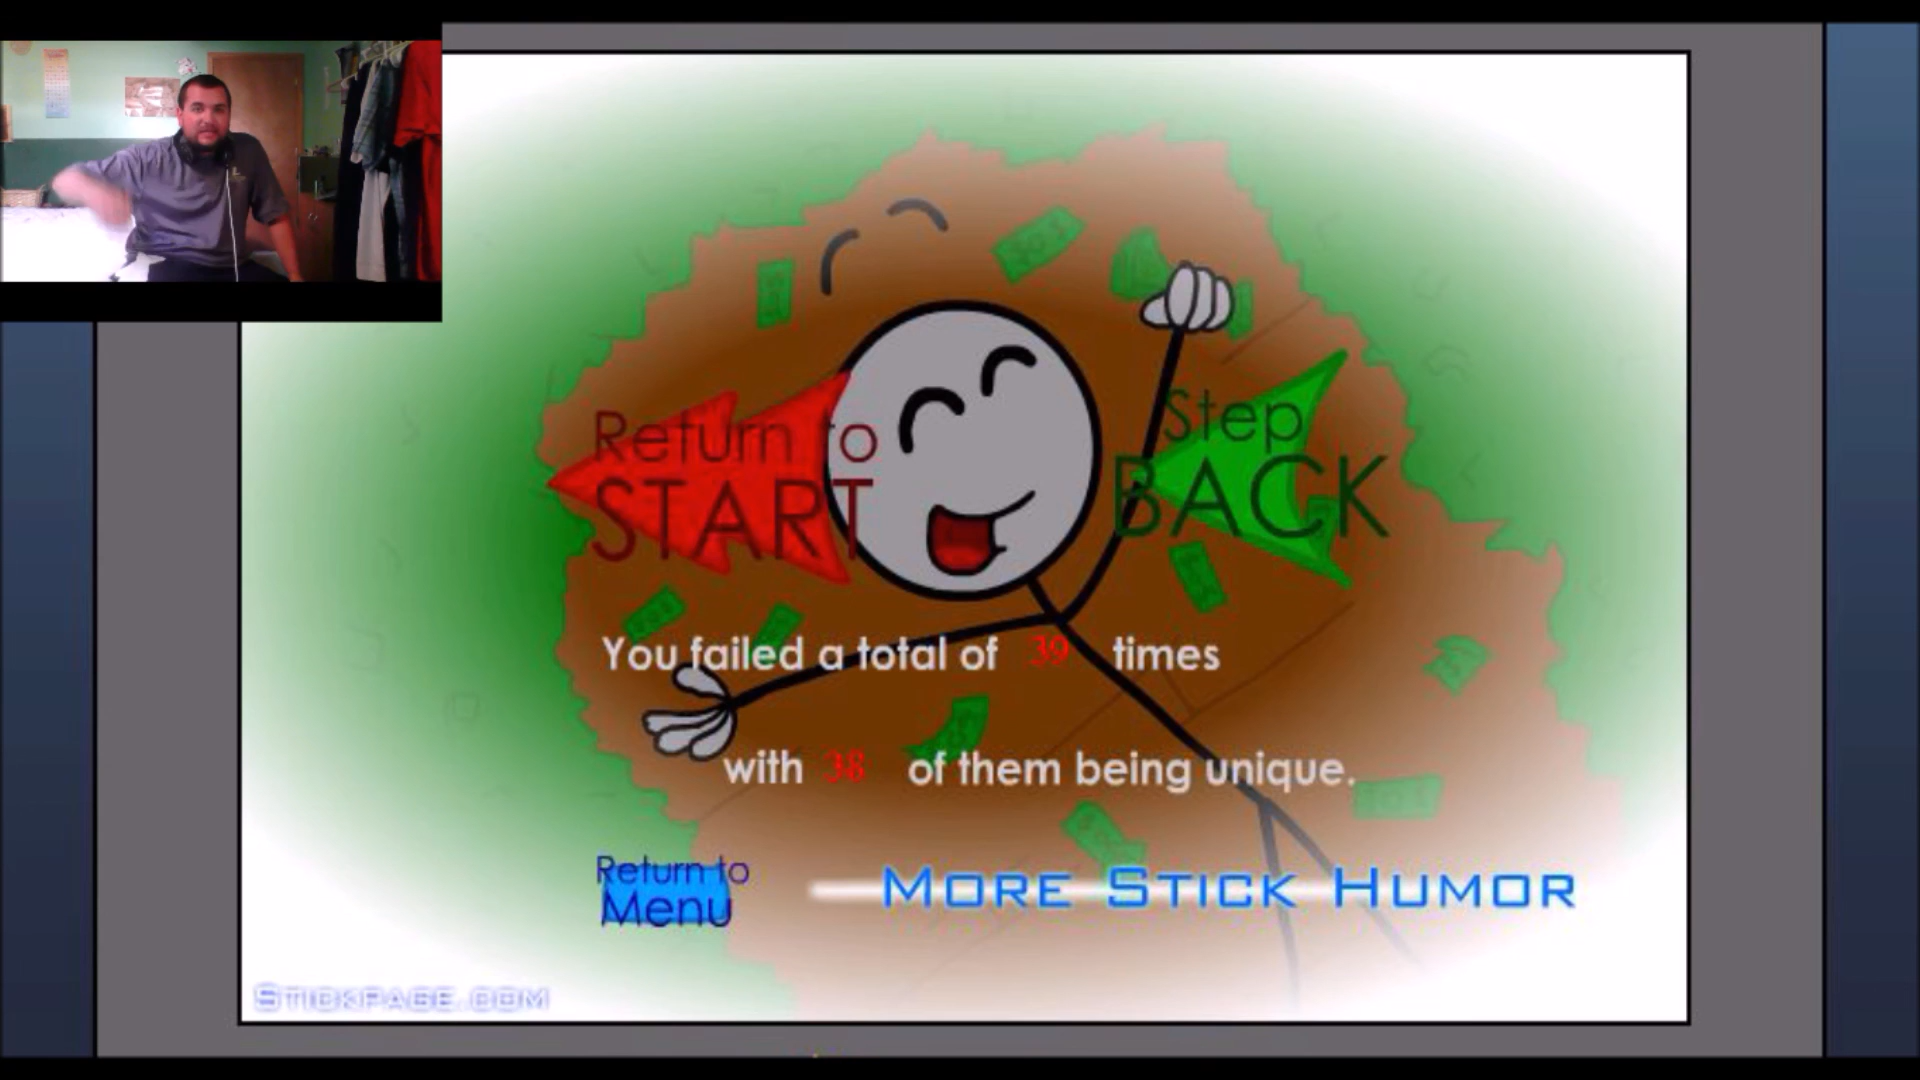 Return to
START
Step
BACK
You failed a total of 39 times
with 38 of them being unique.
Return to
Menu
MORE STICK HUMOR
STICKPAGE.COM